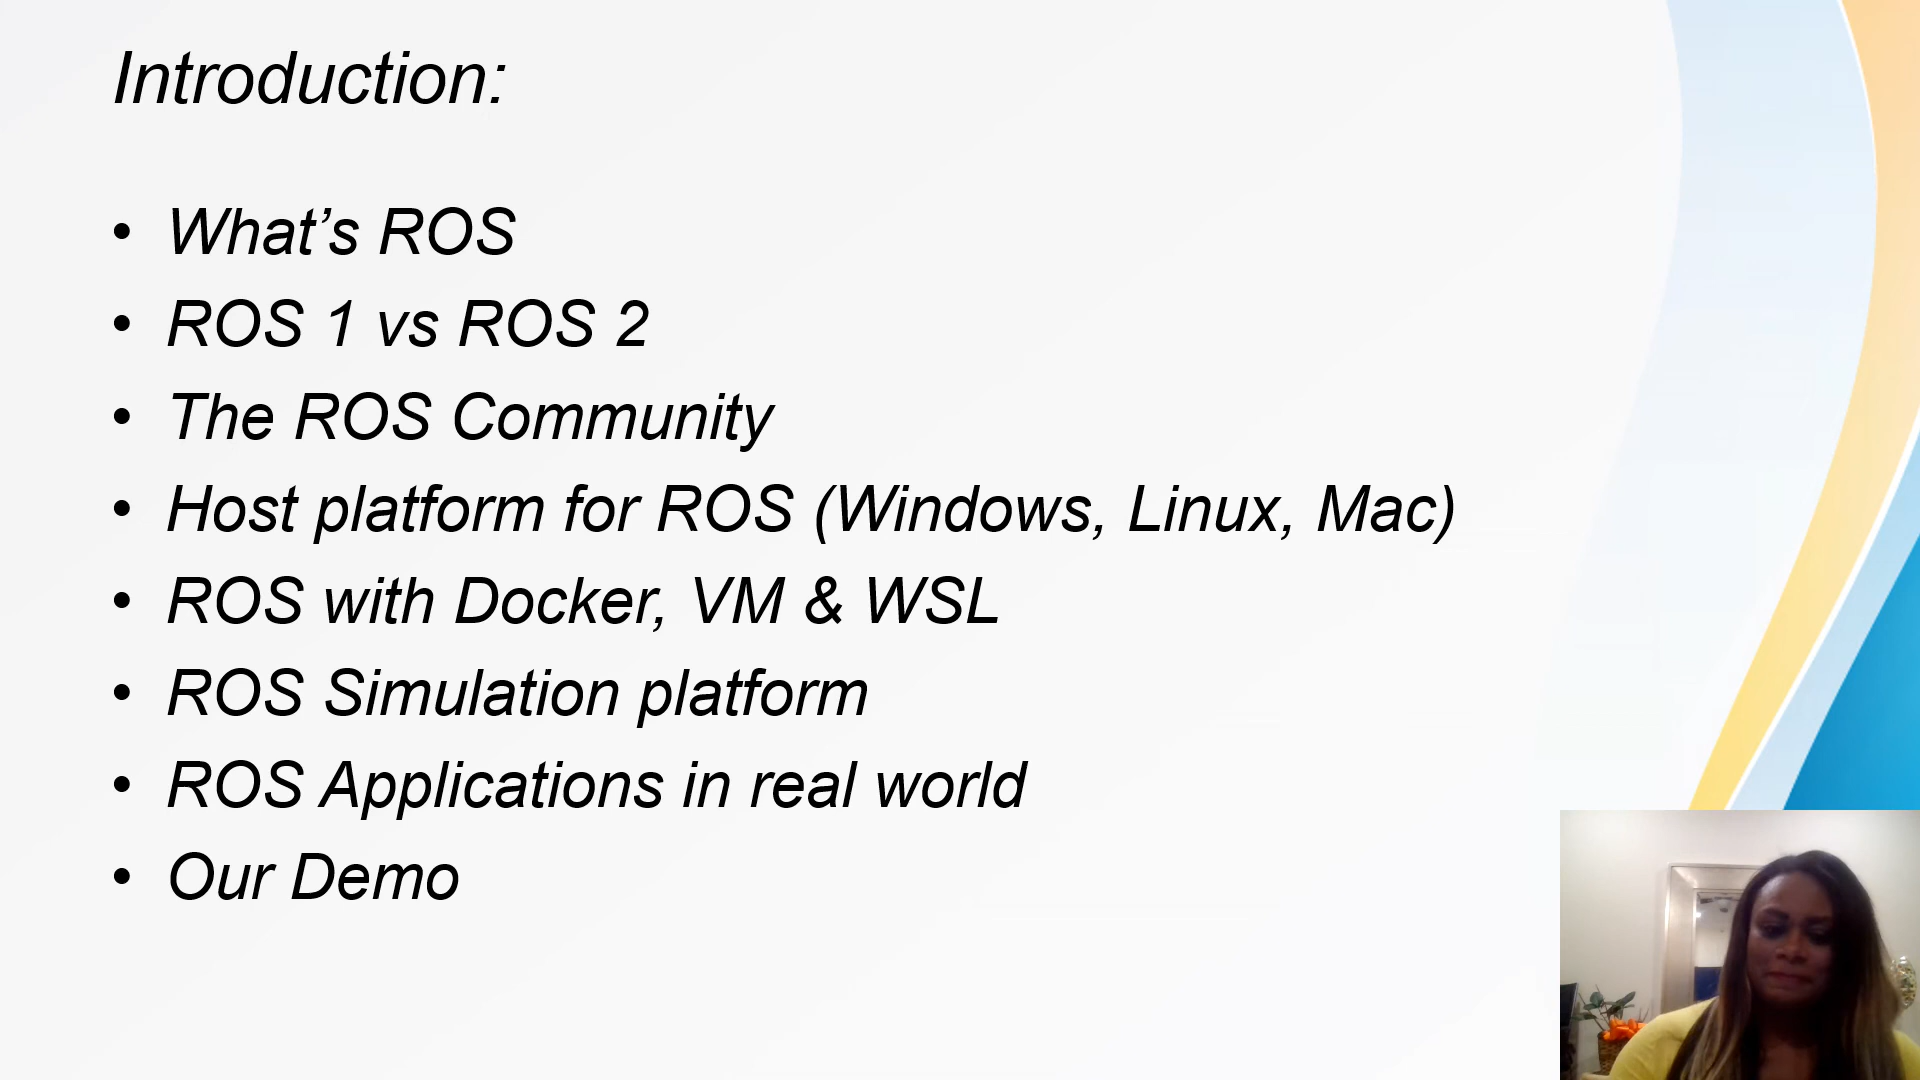 Introduction:
• What’s ROS
• ROS 1 vs ROS 2
• The ROS Community
• Host platform for ROS (Windows, Linux, Mac)
• ROS with Docker, VM & WSL
• ROS Simulation platform
• ROS Applications in real world
• Our Demo